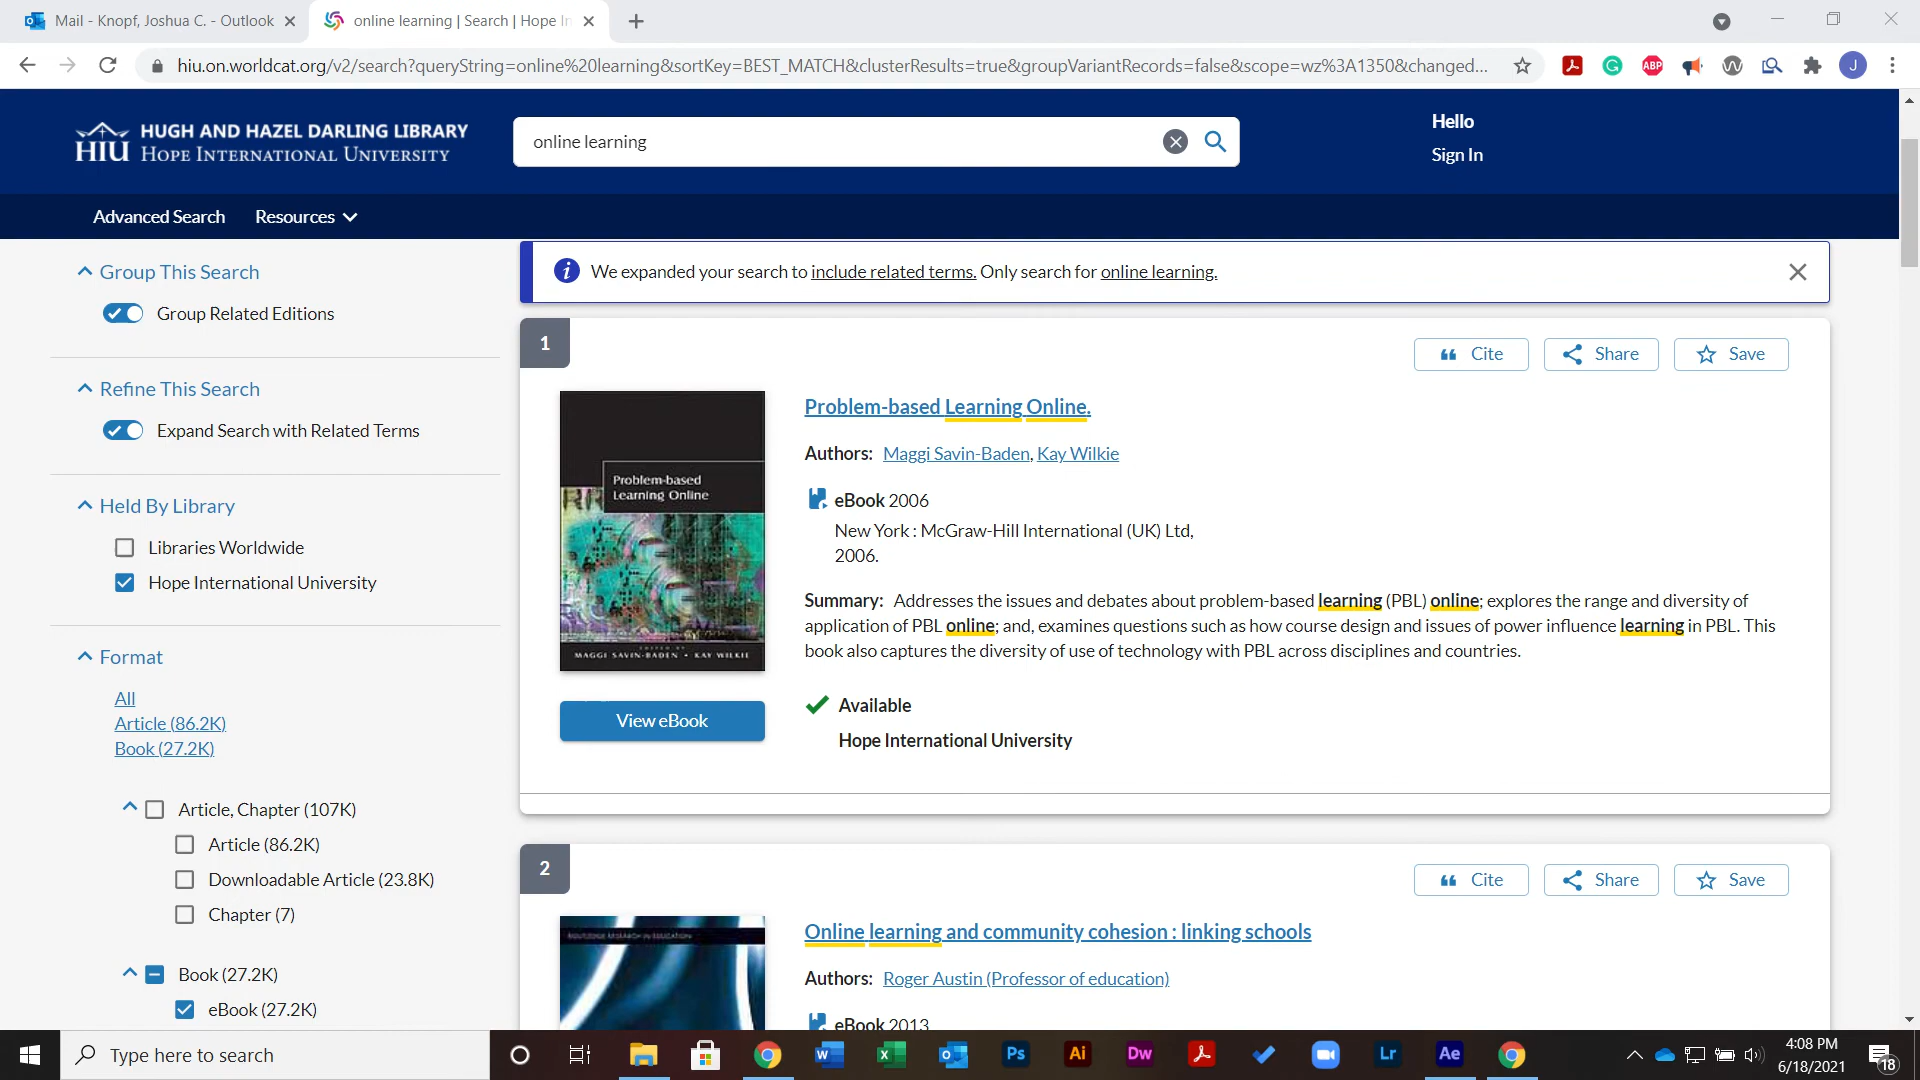 Mail - Knopf, Joshua C. - Outlook
online learning | Search | Hope In
hiu.on.worldcat.org/v2/search?queryString=online%20learning&sortKey=BEST_MATCH&clusterResults=true&groupVariantRecords=false&scope=wz%3A1350&changed...
ABP
J
HIU HUGH AND HAZEL DARLING LIBRARY
HOPE INTERNATIONAL UNIVERSITY
online learning
Hello
Sign In
Advanced Search Resources
Group This Search
Group Related Editions
Refine This Search
Expand Search with Related Terms
Held By Library
Libraries Worldwide
Hope International University
Format
All
Article (86.2K)
Book (27.2K)
Article, Chapter (107K)
Article (86.2K)
Downloadable Article (23.8K)
Chapter (7)
Book (27.2K)
eBook (27.2K)
We expanded your search to include related terms. Only search for online learning.
1
Cite Share Save
Problem-based
Learning Online
EDITED BY
MAGGI SAVIN-BADEN • KAY WILKIE
View eBook
Problem-based Learning Online.
Authors: Maggi Savin-Baden, Kay Wilkie
eBook 2006
New York : McGraw-Hill International (UK) Ltd,
2006.
Summary: Addresses the issues and debates about problem-based learning (PBL) online; explores the range and diversity of
application of PBL online; and, examines questions such as how course design and issues of power influence learning in PBL. This
book also captures the diversity of use of technology with PBL across disciplines and countries.
Available
Hope International University
2
Cite Share Save
ROUTLEDGE RESEARCH IN EDUCATION
Online learning and community cohesion : linking schools
Authors: Roger Austin (Professor of education)
eBook 2013
Type here to search
Ps Ai Dw Lr Ae
4:08 PM
6/18/2021
18